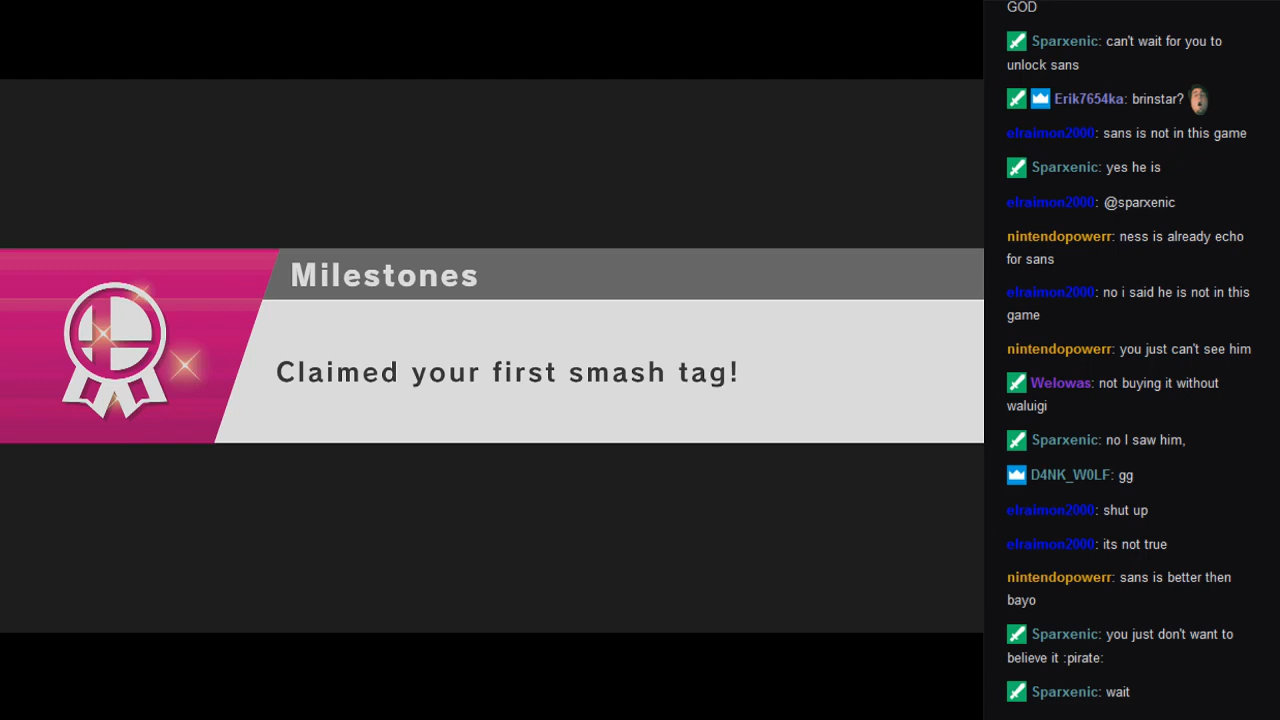 Milestones
Claimed your first smash tag!
GOD
Sparxenic: can't wait for you to
unlock sans
Erik7654ka: brinstar?
elraimon2000: sans is not in this game
Sparxenic: yes he is
elraimon2000: @sparxenic
nintendopowerr: ness is already echo
for sans
elraimon2000: no i said he is not in this
game
nintendopowerr: you just can't see him
Welowas: not buying it without
waluigi
Sparxenic: no I saw him,
D4NK_W0LF: gg
elraimon2000: shut up
elraimon2000: its not true
nintendopowerr: sans is better then
bayo
Sparxenic: you just don't want to
believe it :pirate:
Sparxenic: wait